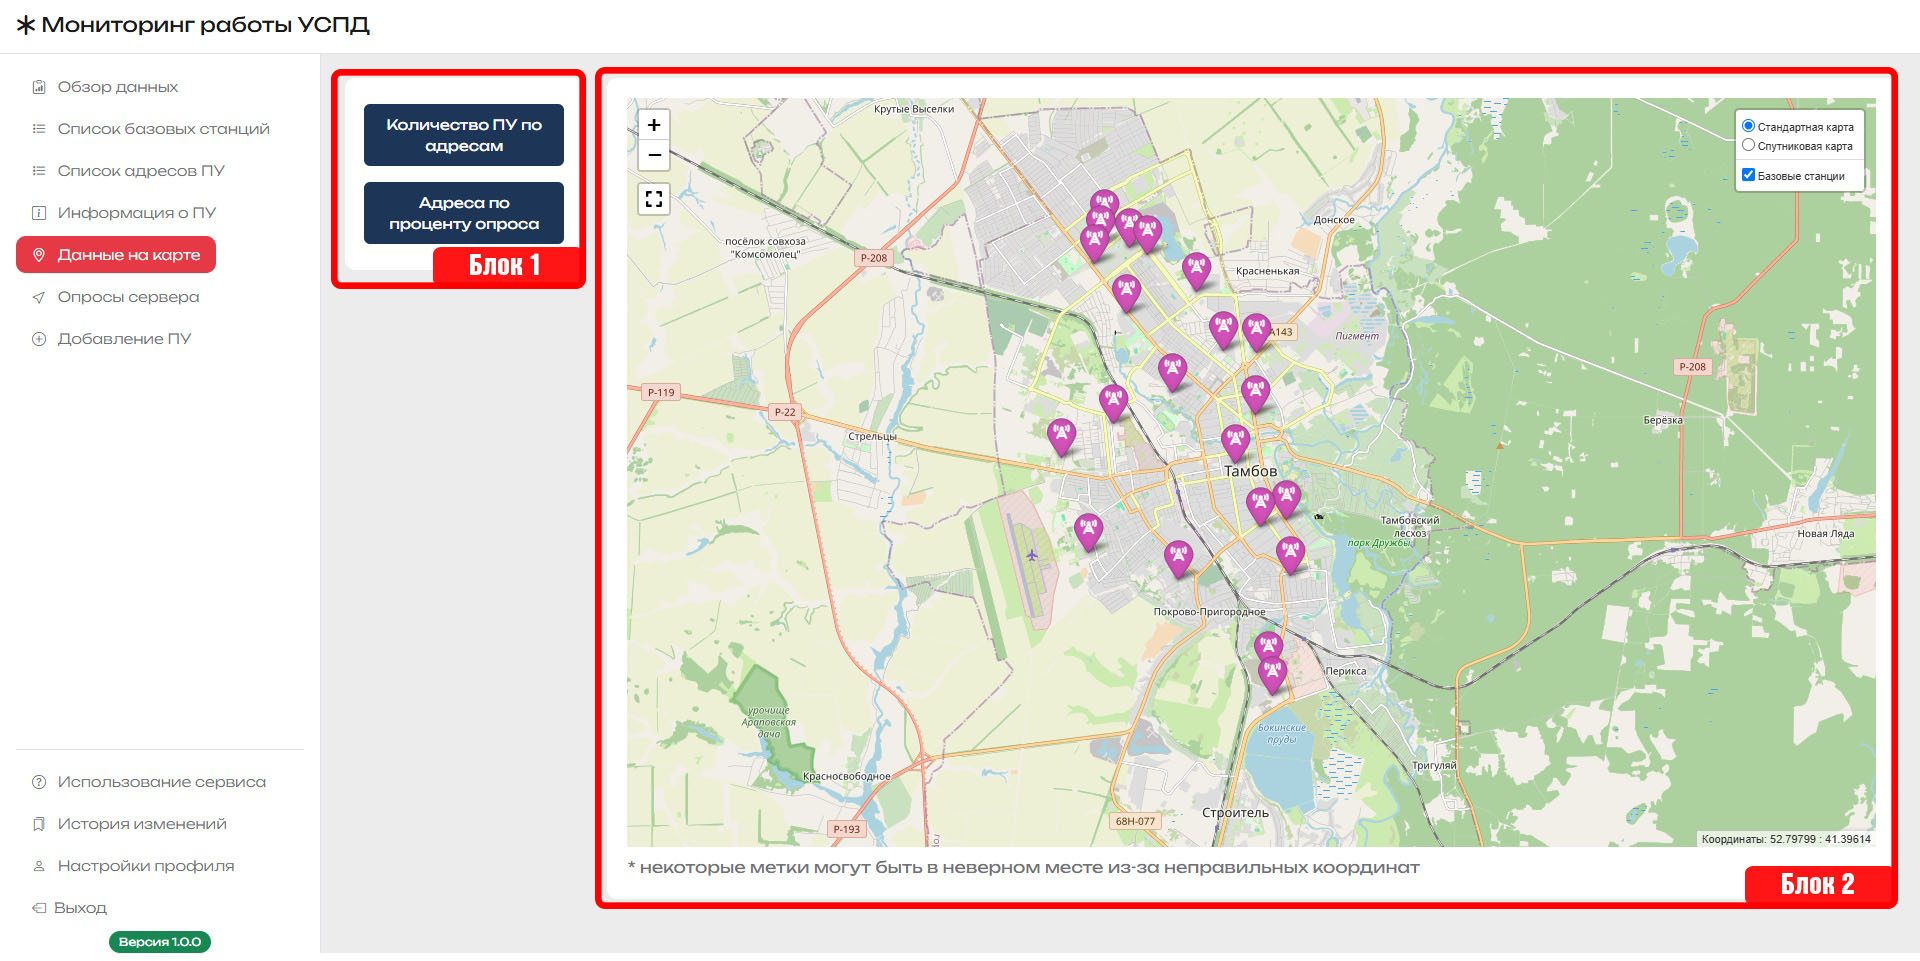 Мониторинг работы УСПД
Обзор данных
Список базовых станций
Список адресов ПУ
Информация о ПУ
Данные на карте
Опросы сервера
Добавление ПУ
Использование сервиса
История изменений
Настройки профиля
Выход
Версия 1.0.0
Количество ПУ по
адресам
Адреса по
проценту опроса
Блок 1
+
−
Стандартная карта
Спутниковая карта
Базовые станции
Крутые Выселки
Донское
посёлок совхоза
"Комсомолец"
Р-208
Красненькая
А143
Пигмент
Р-208
Р-119
Р-22
Стрельцы
Берёзка
Тамбов
Тамбовский
лесхоз
парк Дружбы
Новая Ляда
Покрово-Пригородное
Перикса
урочище
Араповская
дача
Бокинские
пруды
Красносвободное
Тригуляй
Строитель
68Н-077
Р-193
Координаты: 52.79799 : 41.39614
* некоторые метки могут быть в неверном месте из-за неправильных координат
Блок 2